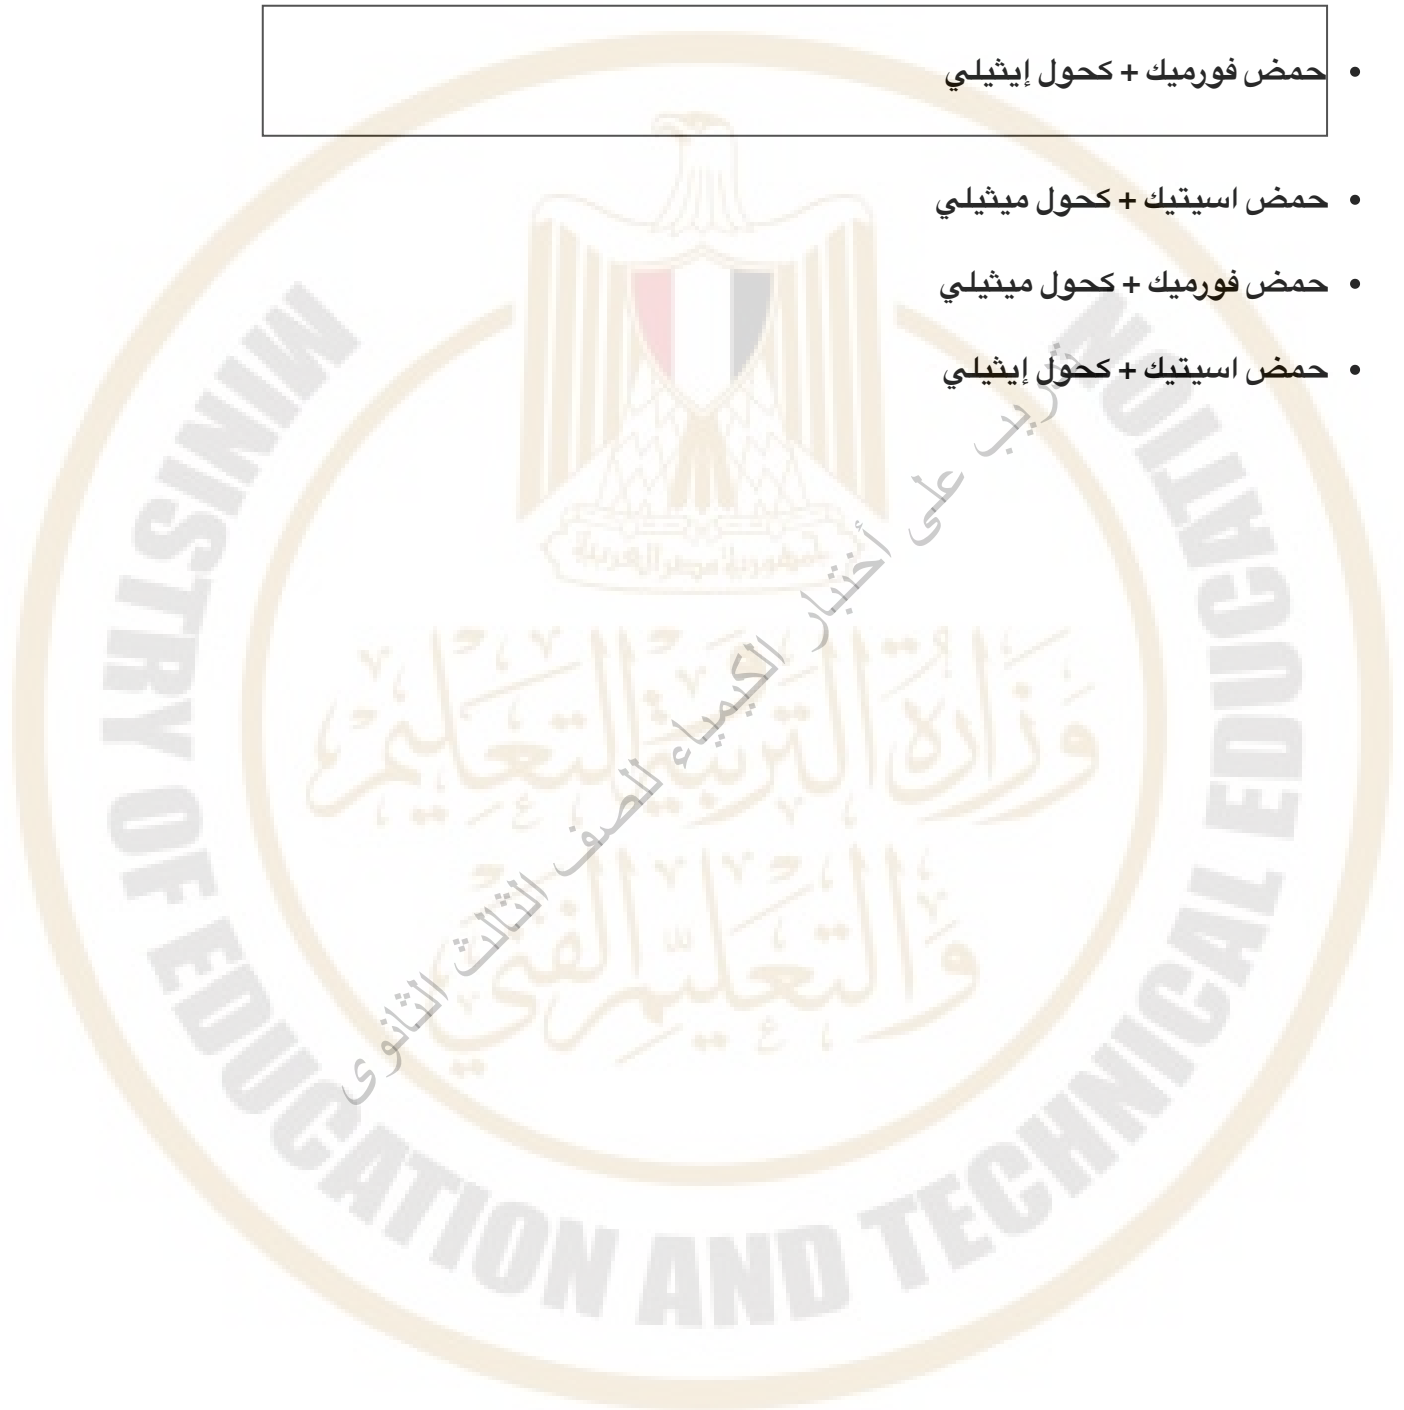 • حمض فورميك + كحول إيثيلي
• حمض اسيتيك + كحول ميثيلي
• حمض فورميك + كحول ميثيلي
• حمض اسيتيك + كحول إيثيلي
جمهورية مصر العربية
وزارة التربية والتعليم
والتعليم الفني
MINISTRY OF EDUCATION AND TECHNICAL EDUCATION
تدريب على أختبار الكيمياء للصف الثالث الثانوى